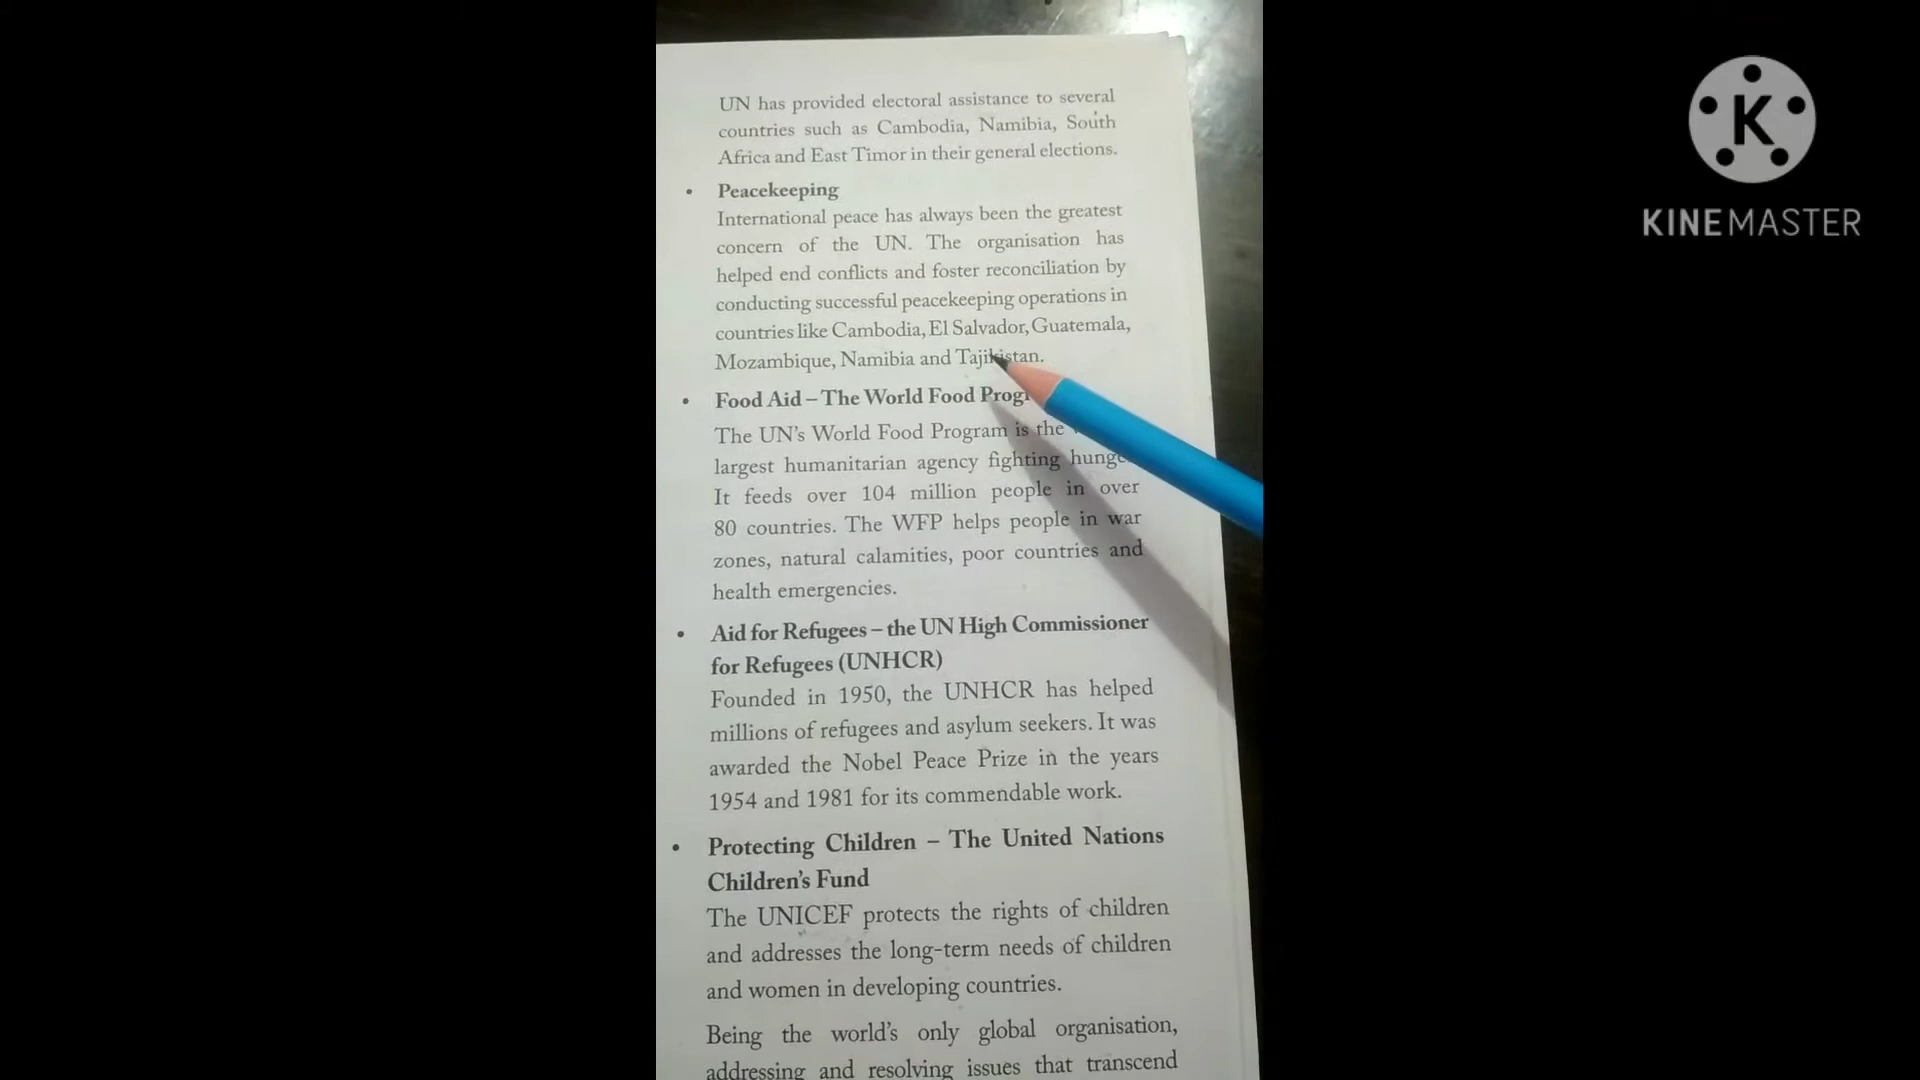 UN has provided electoral assistance to several
countries such as Cambodia, Namibia, South
Africa and East Timor in their general elections.
• Peacekeeping
International peace has always been the greatest
concern of the UN. The organisation has
helped end conflicts and foster reconciliation by
conducting successful peacekeeping operations in
countries like Cambodia, El Salvador, Guatemala,
Mozambique, Namibia and Tajikistan.
• Food Aid – The World Food
The UN's World Food Program is the
largest humanitarian agency fighting
It feeds over 104 million people in over
80 countries. The WFP helps people in war
zones, natural calamities, poor countries and
health emergencies.
• Aid for Refugees – the UN High Commissioner
for Refugees (UNHCR)
Founded in 1950, the UNHCR has helped
millions of refugees and asylum seekers. It was
awarded the Nobel Peace Prize in the years
1954 and 1981 for its commendable work.
• Protecting Children – The United Nations
Children's Fund
The UNICEF protects the rights of children
and addresses the long-term needs of children
and women in developing countries.
Being the world's only global organisation,
addressing and resolving issues that transcend
K
KINEMASTER